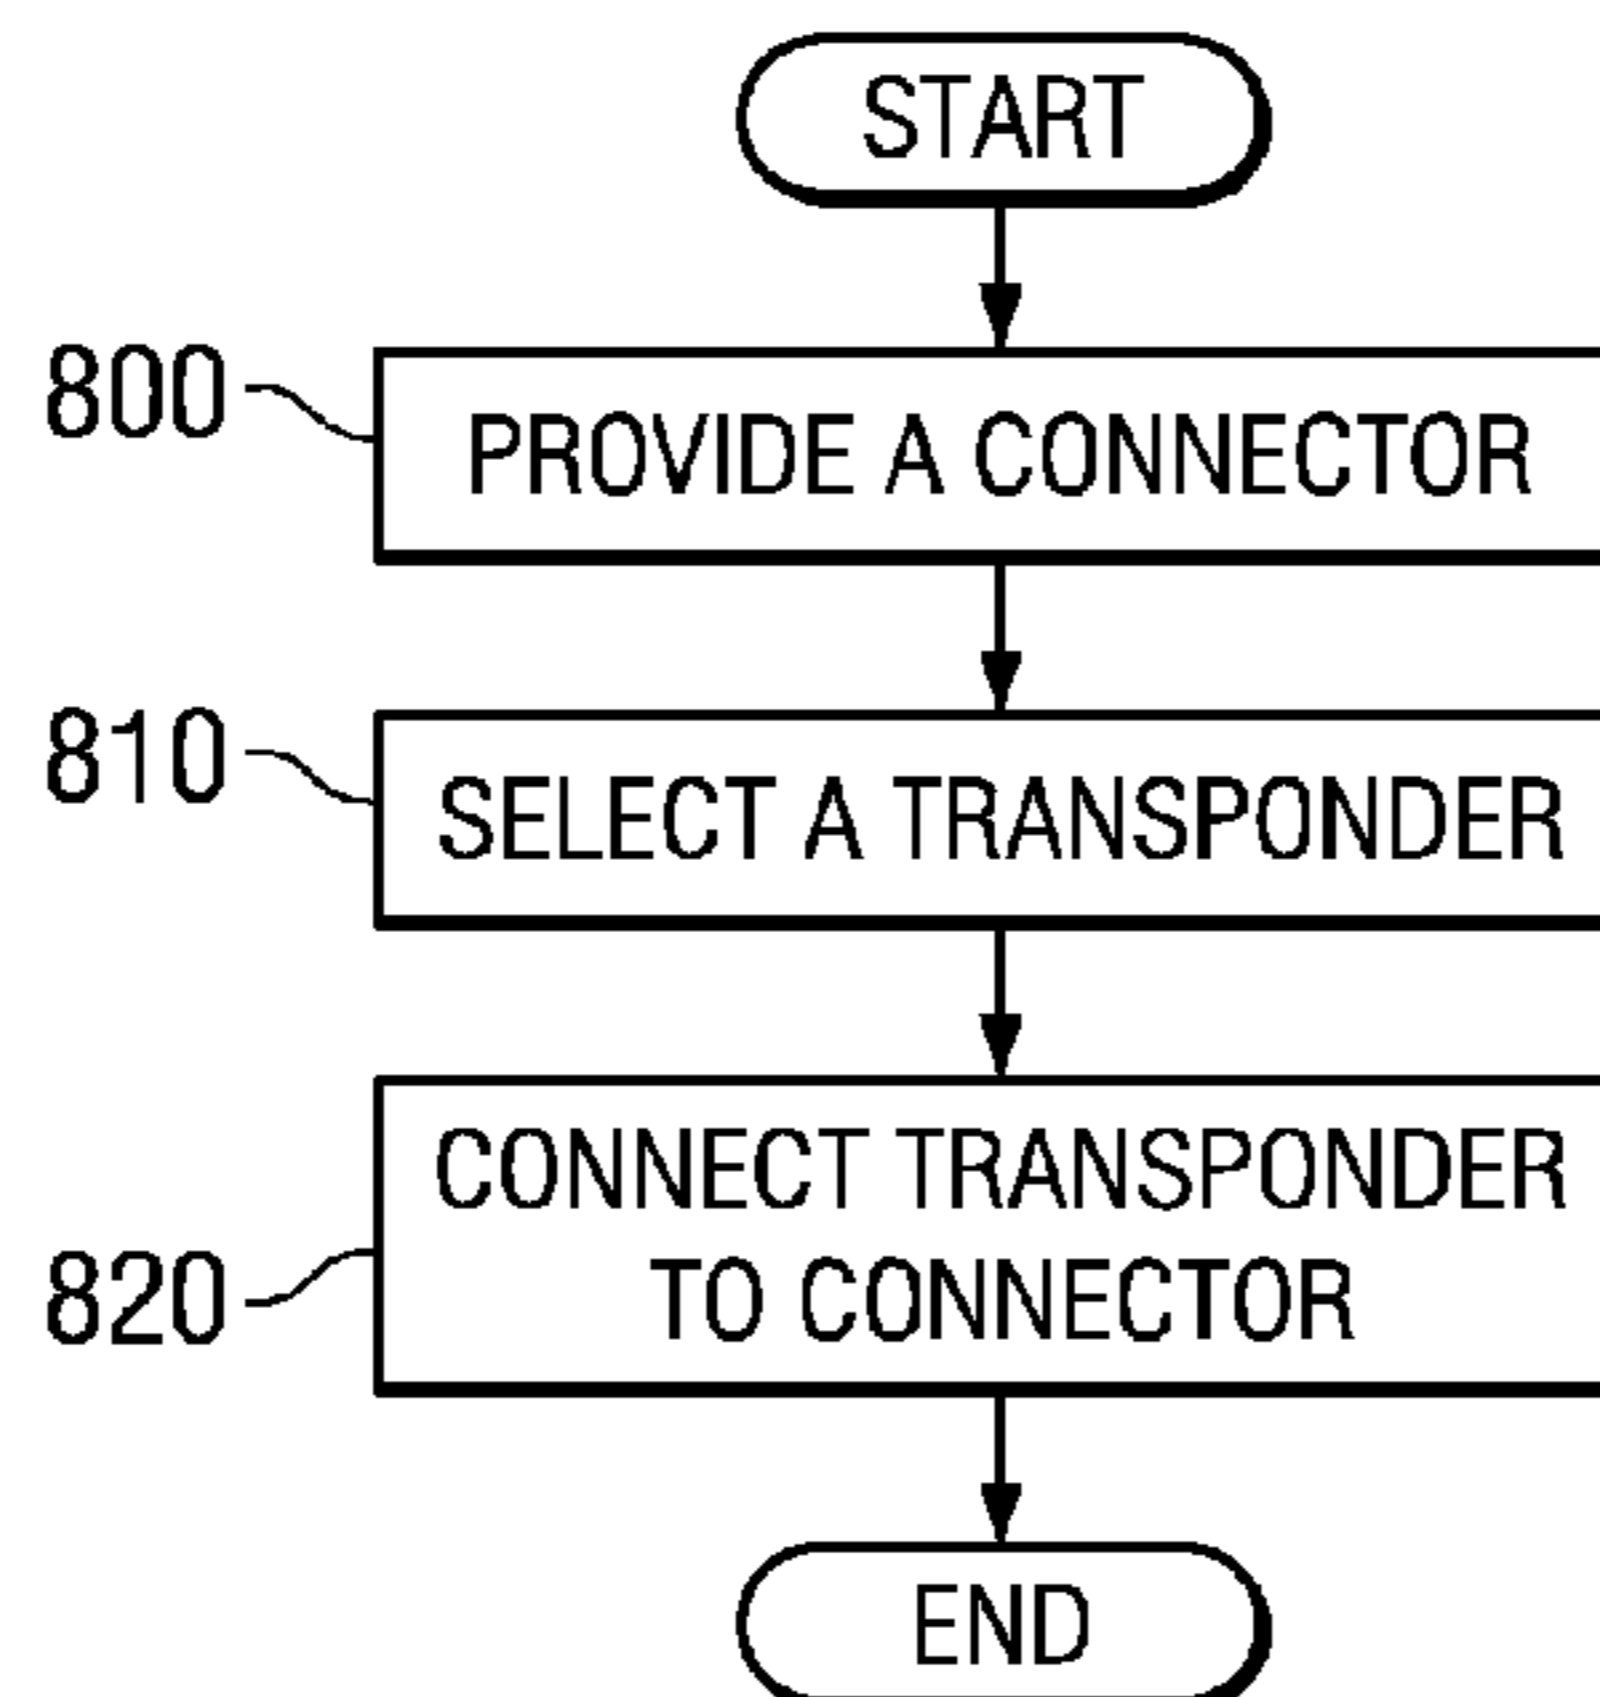 START
800
PROVIDE A CONNECTOR
810
SELECT A TRANSPONDER
CONNECT TRANSPONDER
TO CONNECTOR
820
END